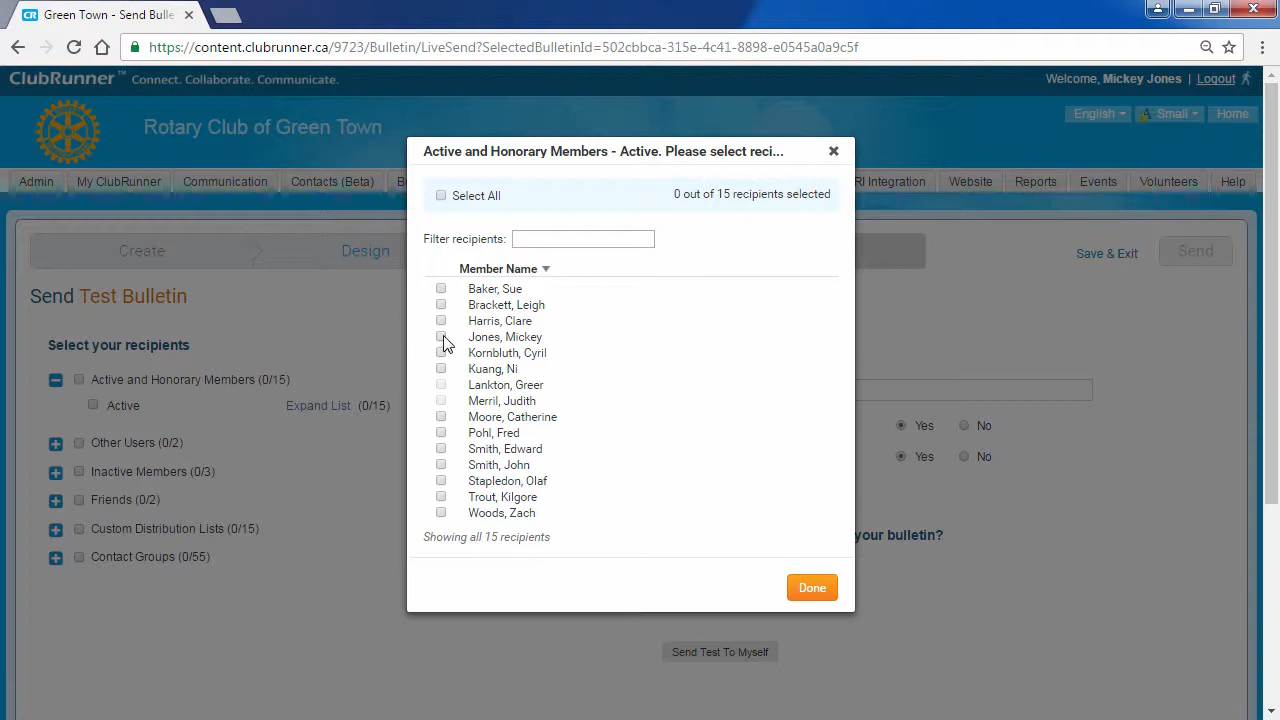 Green Town - Send Bulle
https://content.clubrunner.ca/9723/Bulletin/LiveSend?SelectedBulletinId=502cbbca-315e-4c41-8898-e0545a0a9c5f
ClubRunner™ Connect. Collaborate. Communicate.
Welcome, Mickey Jones | Logout
Rotary Club of Green Town
English Small Home
Admin My ClubRunner Communication Contacts (Beta) RI Integration Website Reports Events Volunteers Help
Create Design Save & Exit Send
Send Test Bulletin
Select your recipients
Active and Honorary Members (0/15)
Active Expand List (0/15)
Other Users (0/2)
Inactive Members (0/3)
Friends (0/2)
Custom Distribution Lists (0/15)
Contact Groups (0/55)
Active and Honorary Members - Active. Please select reci...
Select All 0 out of 15 recipients selected
Filter recipients:
Member Name
Baker, Sue
Brackett, Leigh
Harris, Clare
Jones, Mickey
Kornbluth, Cyril
Kuang, Ni
Lankton, Greer
Merril, Judith
Moore, Catherine
Pohl, Fred
Smith, Edward
Smith, John
Stapledon, Olaf
Trout, Kilgore
Woods, Zach
Showing all 15 recipients
Done
Yes No
Yes No
your bulletin?
Send Test To Myself